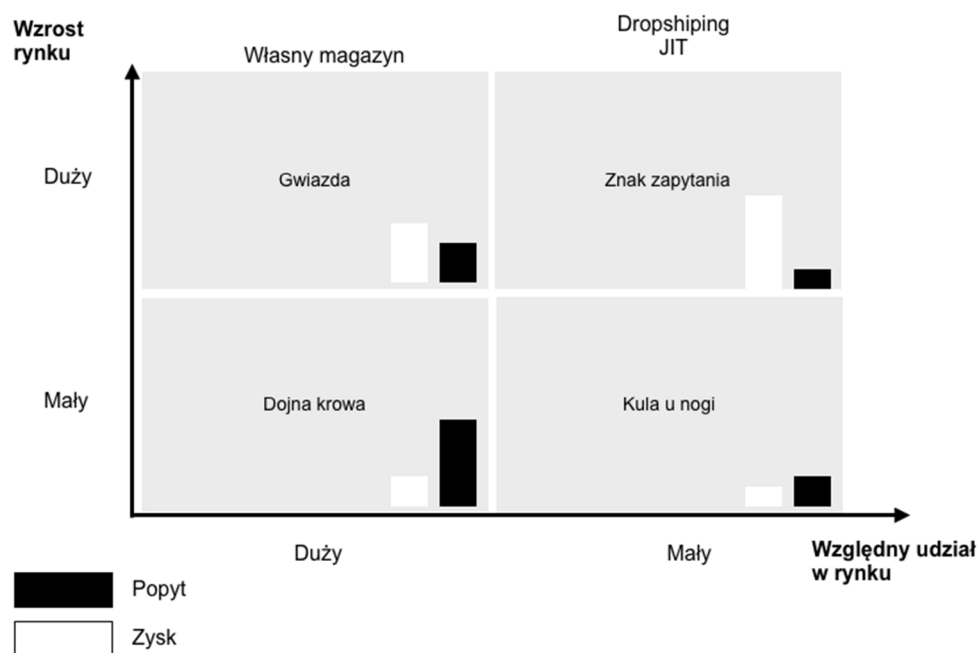 Wzrost
rynku
Własny magazyn
Dropshiping
JIT
Duży
Gwiazda
Znak zapytania
Mały
Dojna krowa
Kula u nogi
Duży
Mały
Względny udział
w rynku
Popyt
Zysk